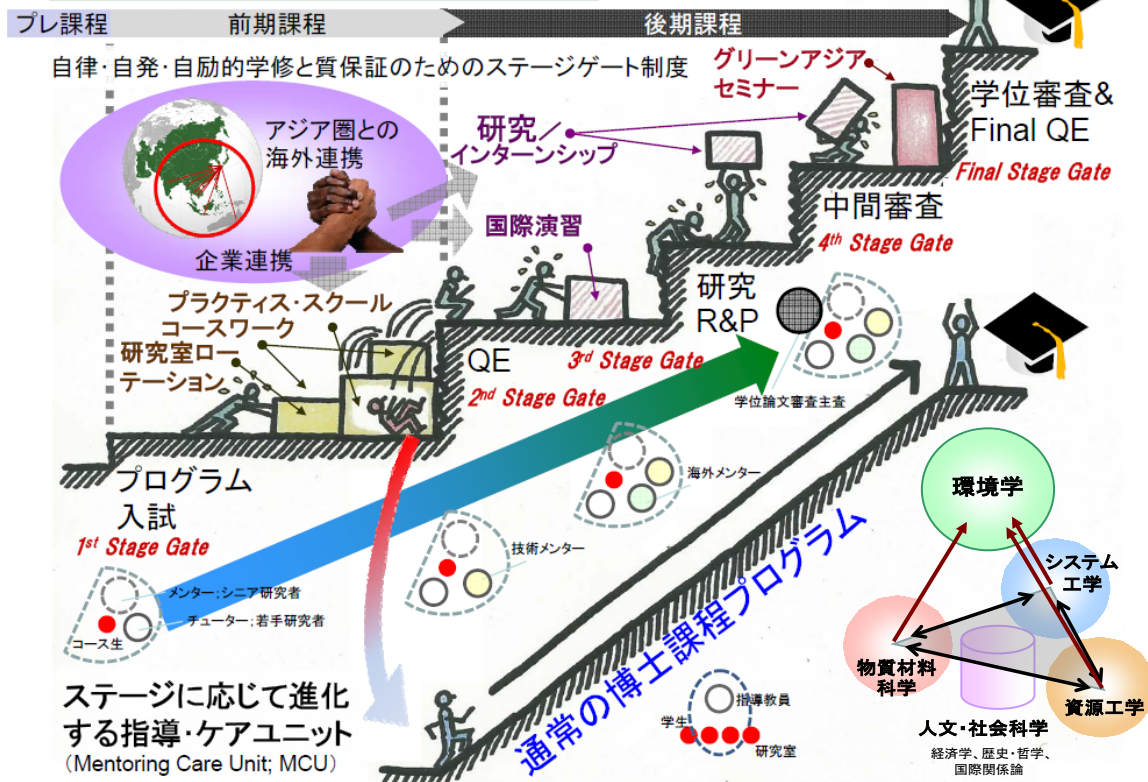 プレ課程
前期課程
後期課程
自律・自発・自励的学修と質保証のためのステージゲート制度
グリーンアジア
セミナー
学位審査&
Final QE
Final Stage Gate
アジア圏との
海外連携
企業連携
研究／
インターンシップ
中間審査
4th Stage Gate
国際演習
プラクティス・スクール
コースワーク
研究室ロー
テーション
研究
R&P
3rd Stage Gate
QE
2nd Stage Gate
学位論文審査主査
プログラム
入試
1st Stage Gate
海外メンター
技術メンター
メンター;シニア研究者
チューター;若手研究者
コース生
ステージに応じて進化
する指導・ケアユニット
(Mentoring Care Unit; MCU)
通常の博士課程プログラム
指導教員
学生
研究室
環境学
システム
工学
物質材料
科学
資源工学
人文・社会科学
経済学、歴史・哲学、
国際関係論